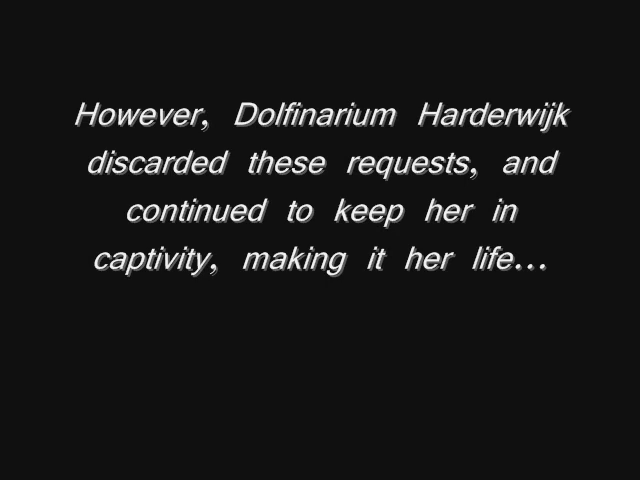 However, Dolfinarium Harderwijk
discarded these requests, and
continued to keep her in
captivity, making it her life...